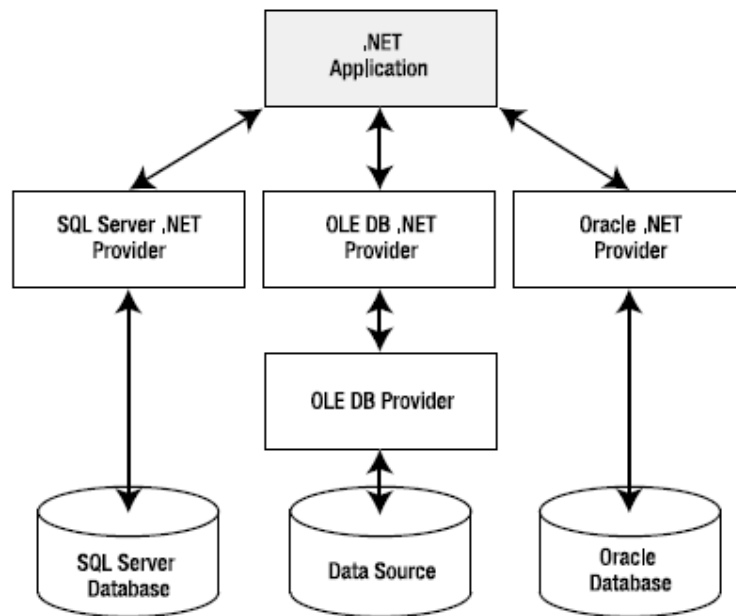 .NET
Application
SQL Server .NET
Provider
OLE DB .NET
Provider
Oracle .NET
Provider
OLE DB Provider
SQL Server
Database
Data Source
Oracle
Database